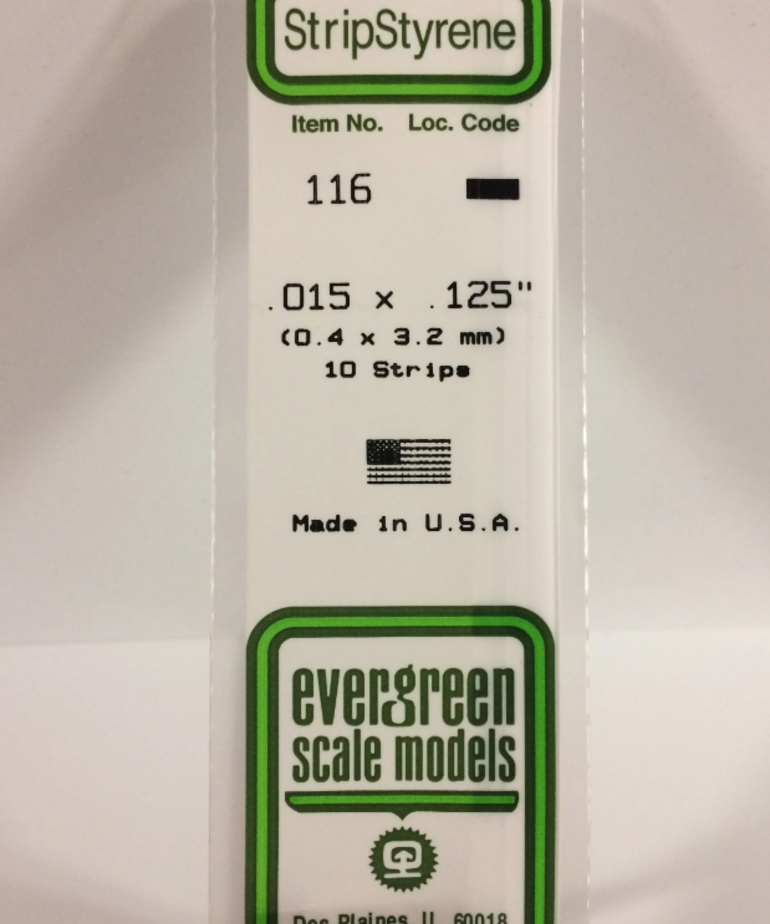 StripStyrene
Item No. Loc. Code
116
.015 x .125"
(0.4 x 3.2 mm)
10 Strips
Made in U.S.A.
evergreen
scale models
Des Plaines, IL 60018